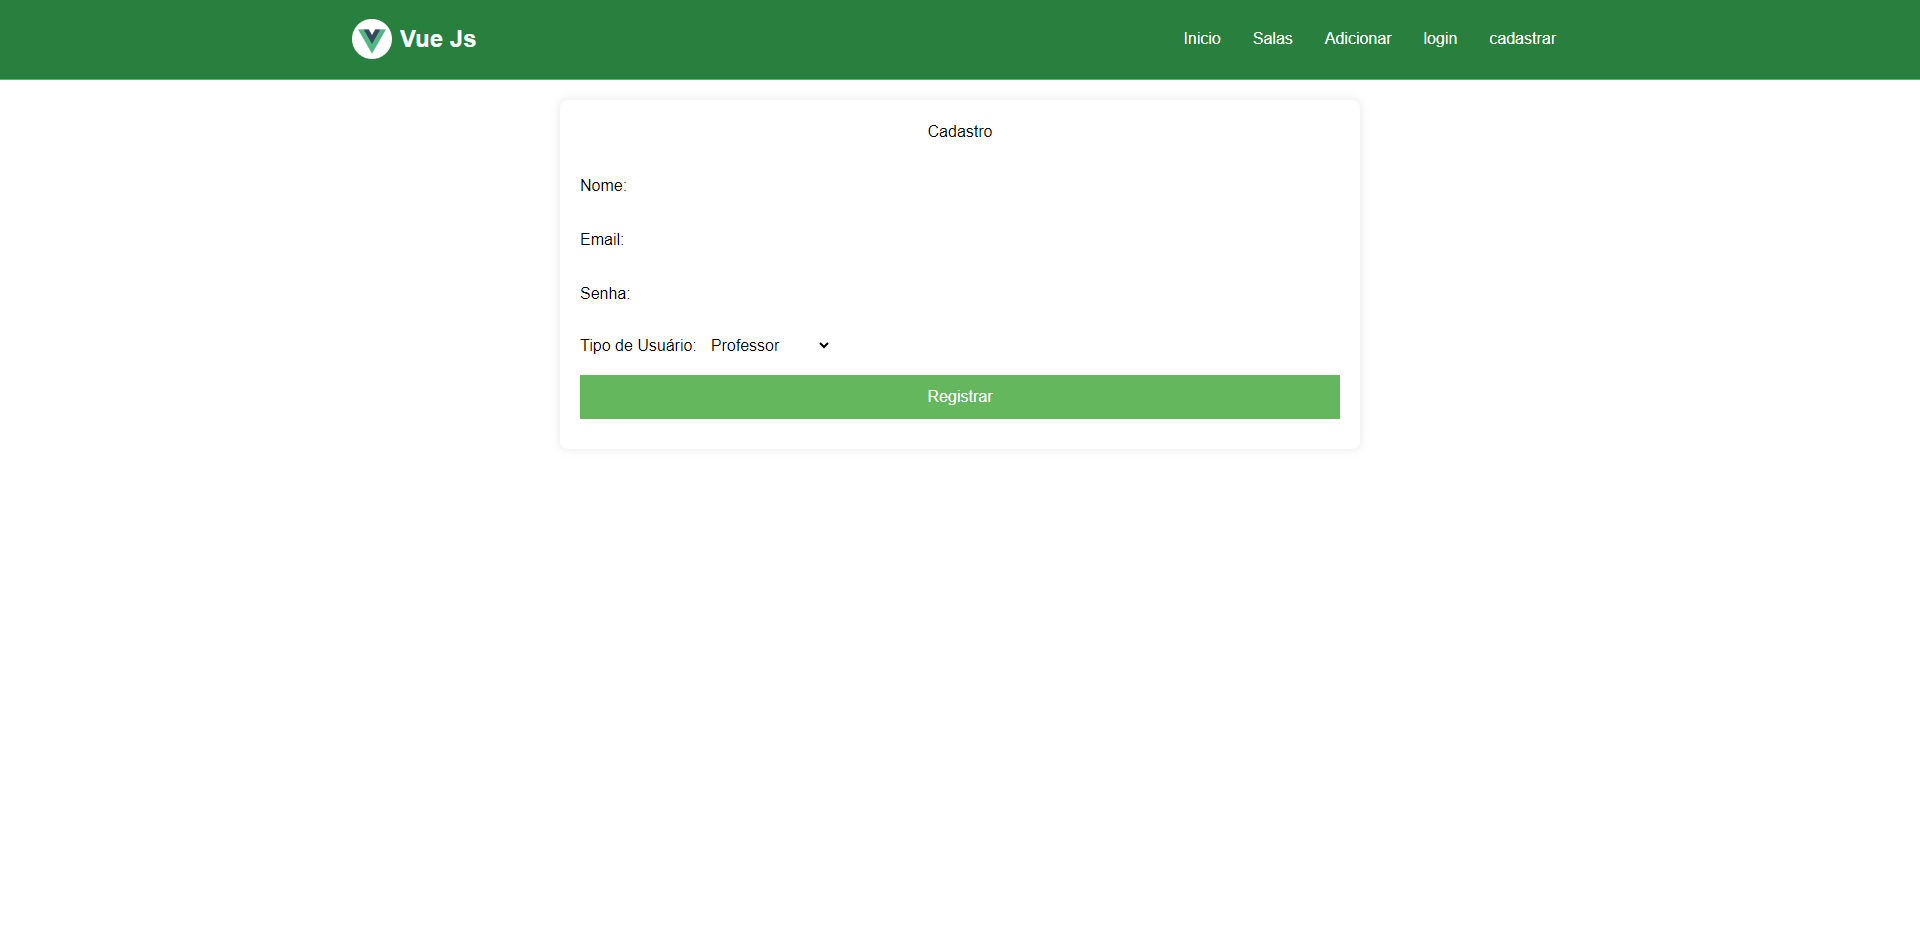 Vue Js
Inicio Salas Adicionar login cadastrar
Cadastro
Nome:
Email:
Senha:
Tipo de Usuário: Professor
Registrar